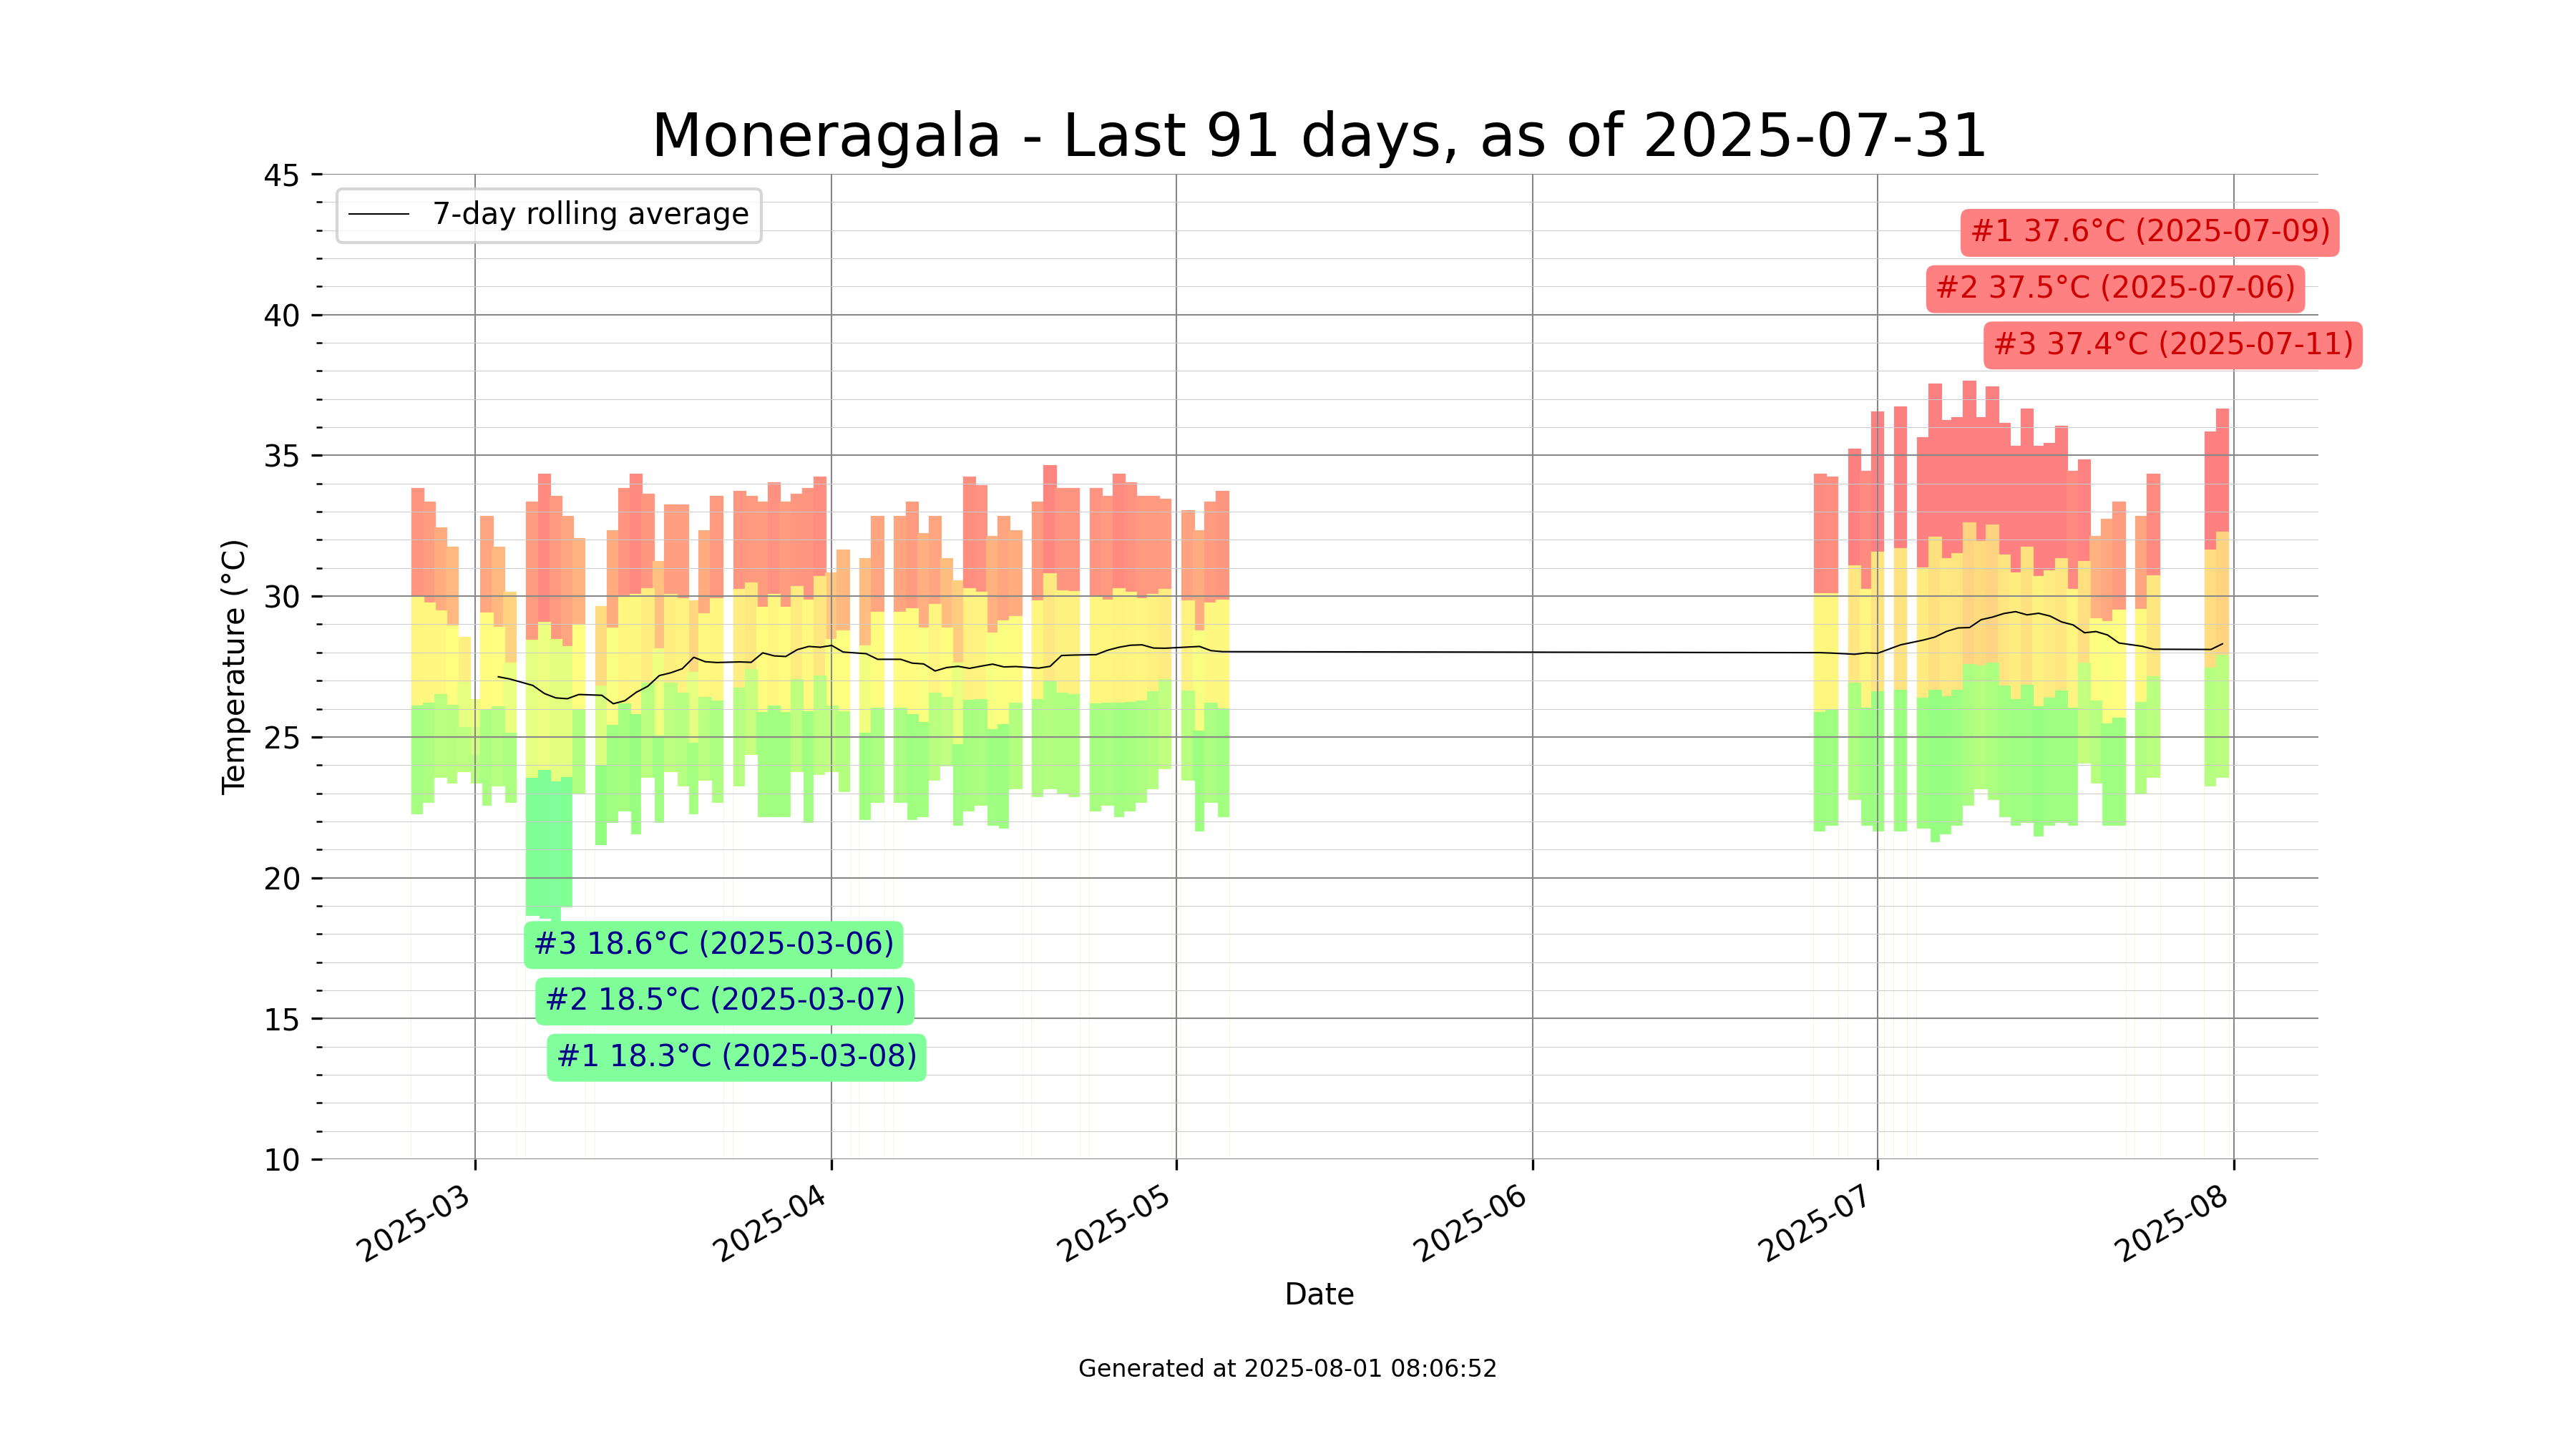 Moneragala - Last 91 days, as of 2025-07-31
45
7-day rolling average
#1 37.6°C (2025-07-09)
#2 37.5°C (2025-07-06)
40
#3 37.4°C (2025-07-11)
35
30
Temperature (°C)
25
20
#3 18.6°C (2025-03-06)
#2 18.5°C (2025-03-07)
15
#1 18.3°C (2025-03-08)
10
2025-03
2025-04
2025-05
2025-06
2025-07
2025-08
Date
Generated at 2025-08-01 08:06:52